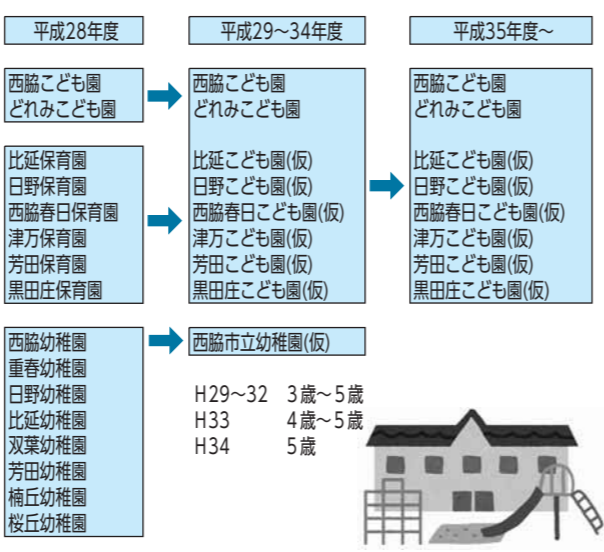 平成28年度
西脇こども園
どれみこども園
比延保育園
日野保育園
西脇春日保育園
津万保育園
芳田保育園
黒田庄保育園
西脇幼稚園
重春幼稚園
日野幼稚園
比延幼稚園
双葉幼稚園
芳田幼稚園
楠丘幼稚園
桜丘幼稚園
平成29～34年度
西脇こども園
どれみこども園
比延こども園(仮)
日野こども園(仮)
西脇春日こども園(仮)
津万こども園(仮)
芳田こども園(仮)
黒田庄こども園(仮)
西脇市立幼稚園(仮)
H29～32 3歳～5歳
H33 4歳～5歳
H34 5歳
平成35年度～
西脇こども園
どれみこども園
比延こども園(仮)
日野こども園(仮)
西脇春日こども園(仮)
津万こども園(仮)
芳田こども園(仮)
黒田庄こども園(仮)